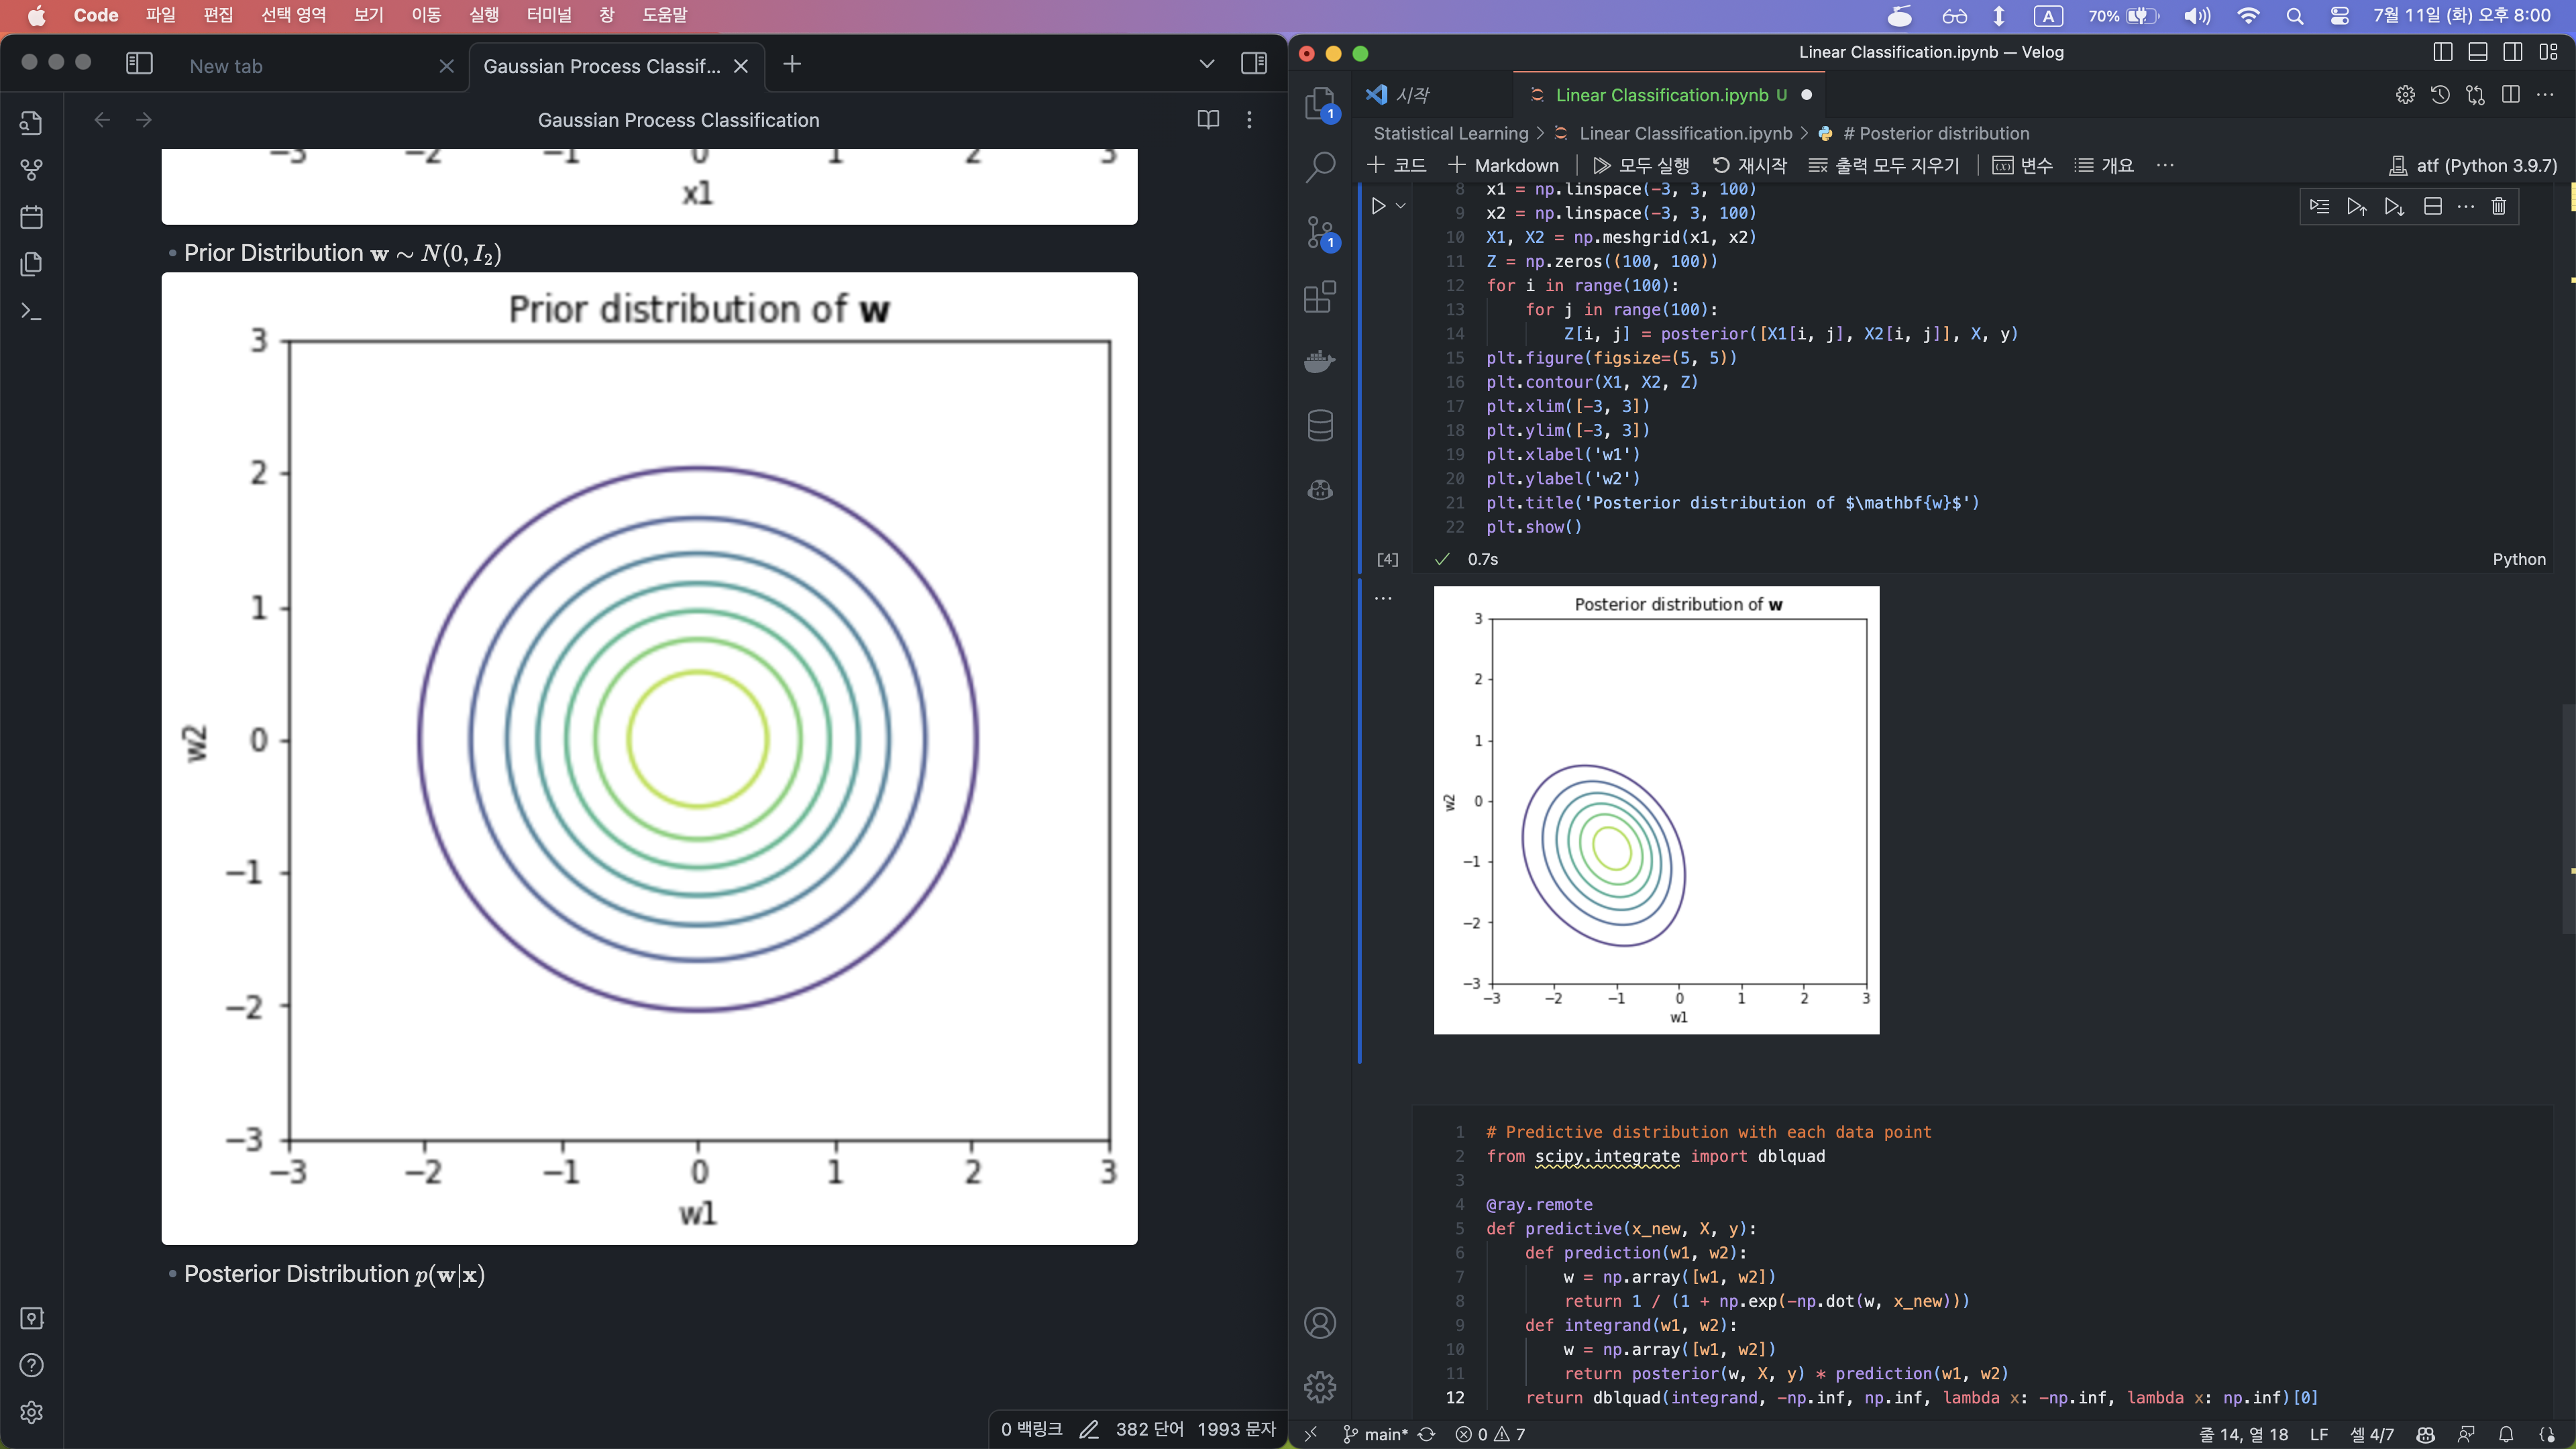 Code 파일 편집 선택 영역 보기 이동 실행 터미널 창 도움말 A 70% 7월 11일 (화) 오후 8:00
New tab Gaussian Process Classif...
Gaussian Process Classification
−3 −2 −1 0 1 2 3
x1
Prior Distribution w ∼ N(0, I₂)
Prior distribution of w
3
2
1
0
−1
−2
−3
w2
−3 −2 −1 0 1 2 3
w1
Posterior Distribution p(w|x)
0 백링크 382 단어 1993 문자
Linear Classification.ipynb — Velog
시작 Linear Classification.ipynb U
Statistical Learning > Linear Classification.ipynb > # Posterior distribution
코드 Markdown 모두 실행 재시작 출력 모두 지우기 변수 개요 ... atf (Python 3.9.7)
1
1
8 x1 = np.linspace(-3, 3, 100)
9 x2 = np.linspace(-3, 3, 100)
10 X1, X2 = np.meshgrid(x1, x2)
11 Z = np.zeros((100, 100))
12 for i in range(100):
13 for j in range(100):
14 Z[i, j] = posterior([X1[i, j], X2[i, j]], X, y)
15 plt.figure(figsize=(5, 5))
16 plt.contour(X1, X2, Z)
17 plt.xlim([-3, 3])
18 plt.ylim([-3, 3])
19 plt.xlabel('w1')
20 plt.ylabel('w2')
21 plt.title('Posterior distribution of $\mathbf{w}$')
22 plt.show()
[4] 0.7s Python
Posterior distribution of w
3
2
1
0
−1
−2
−3
w2
−3 −2 −1 0 1 2 3
w1
1 # Predictive distribution with each data point
2 from scipy.integrate import dblquad
3
4 @ray.remote
5 def predictive(x_new, X, y):
6 def prediction(w1, w2):
7 w = np.array([w1, w2])
8 return 1 / (1 + np.exp(-np.dot(w, x_new)))
9 def integrand(w1, w2):
10 w = np.array([w1, w2])
11 return posterior(w, X, y) * prediction(w1, w2)
12 return dblquad(integrand, -np.inf, np.inf, lambda x: -np.inf, lambda x: np.inf)[0]
main* 0 7 줄 14, 열 18 LF 셀 4/7